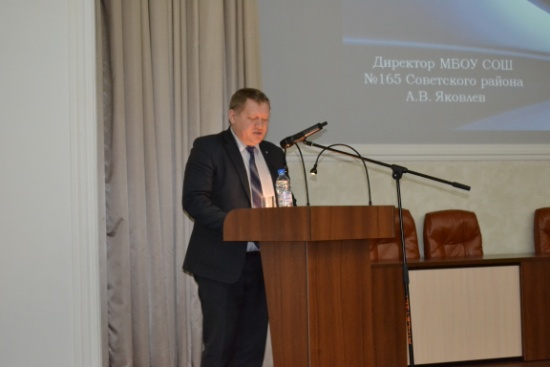 Директор МБОУ СОШ
№165 Советского района
А.В. Яковлев